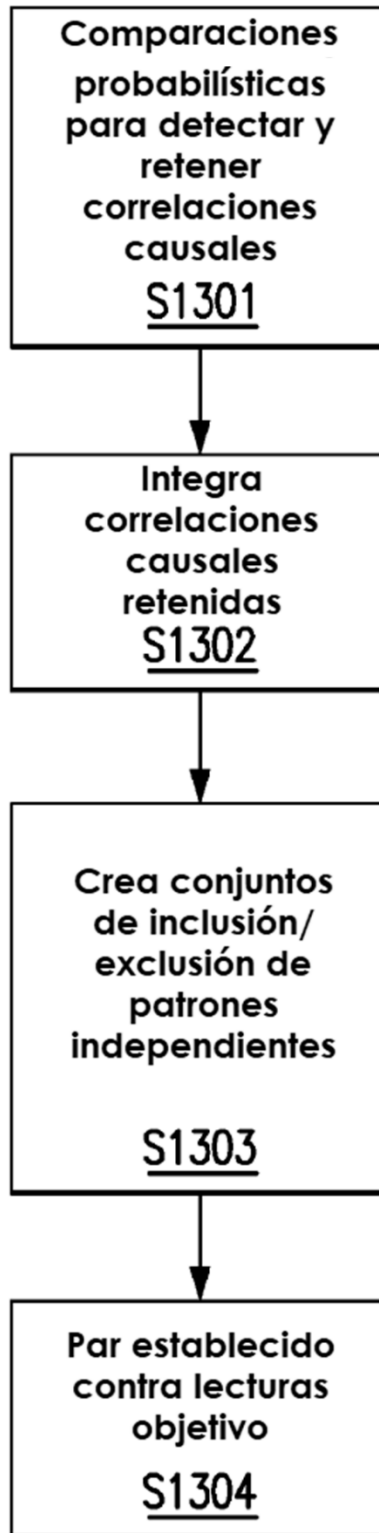 Comparaciones
probabilísticas
para detectar y
retener
correlaciones
causales
S1301
Integra
correlaciones
causales
retenidas
S1302
Crea conjuntos
de inclusión/
exclusión de
patrones
independientes
S1303
Par establecido
contra lecturas
objetivo
S1304